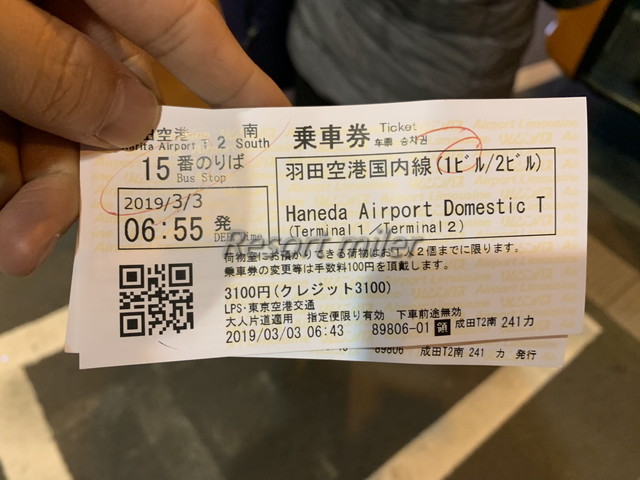 田空港 T 2 南 South
Narita Airport
15番のりば
Bus Stop
2019/3/3
06:55 発
乗車券 Ticket
车票 승차권
羽田空港国内線(1ビル/2ビル)
Haneda Airport Domestic T
(Terminal 1/Terminal 2)
Resort miler
荷物室にお預かりできる荷物はお一人2個までに限ります。
乗車券の変更等は手数料100円を頂戴します。
3100円(クレジット3100)
LPS・東京空港交通
大人片道適用 指定便限り有効 下車前途無効
2019/03/03 06:43 89806-01 領 成田T2南 241カ
成田T2南 241 カ 発行